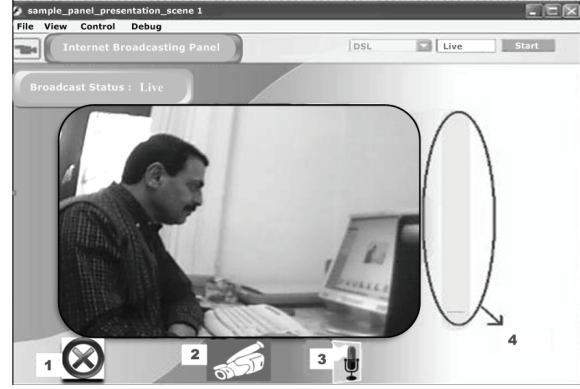 sample_panel_presentation_scene 1
File View Control Debug
Internet Broadcasting Panel DSL Live Start
Broadcast Status : Live
1 2 3 4